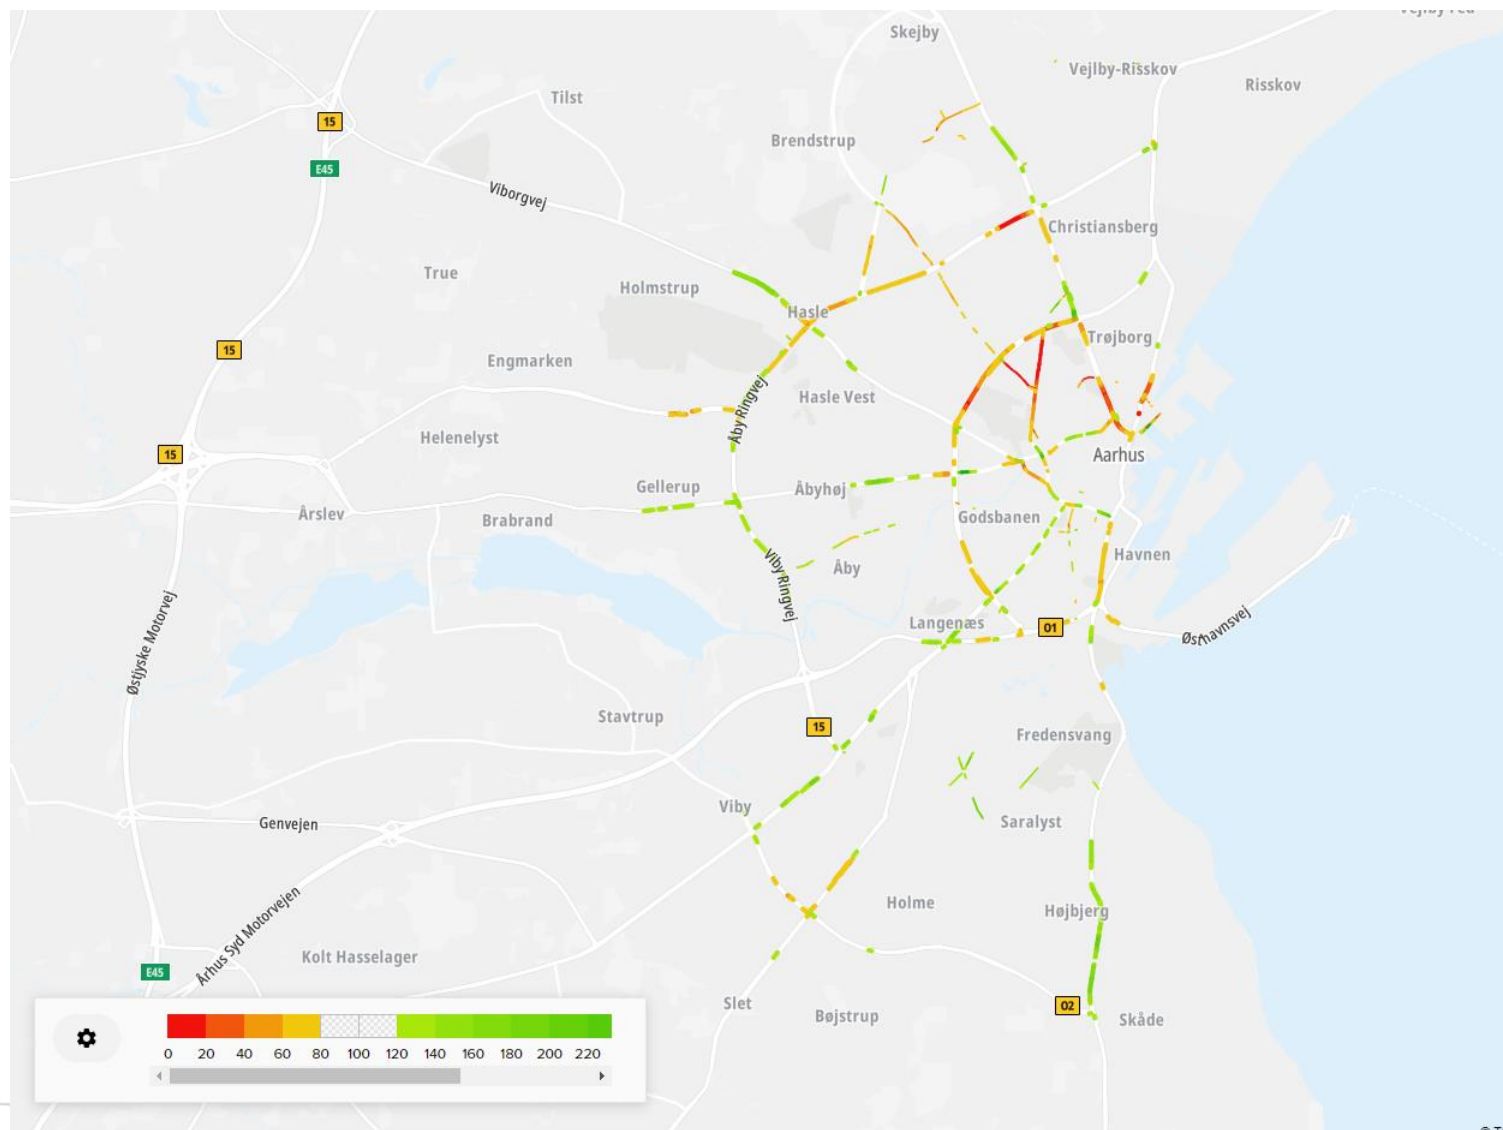 Skejby
Vejlby-Risskov
Risskov
Tilst
15
Brendstrup
E45
Viborgvej
Christiansberg
True
Holmstrup
Hasle
Trøjborg
15
Engmarken
Åby Ringvej
Hasle Vest
Helenelyst
15
Aarhus
Gellerup
Åbyhøj
Årslev
Brabrand
Godsbanen
Havnen
Viby Ringvej
Åby
Østjyske Motorvej
Langenæs
01
Østhavnsvej
Stavtrup
15
Fredensvang
Viby
Genvejen
Saralyst
Holme
Højbjerg
Århus Syd Motorvejen
Kolt Hasselager
E45
Slet
02
Bøjstrup
Skåde
0 20 40 60 80 100 120 140 160 180 200 220